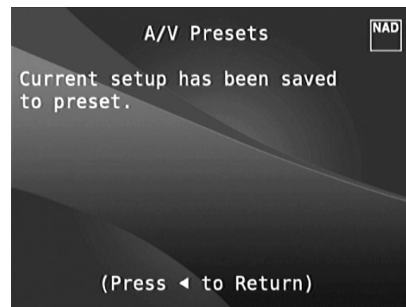 A/V Presets
NAD
Current setup has been saved
to preset.
(Press ◄ to Return)